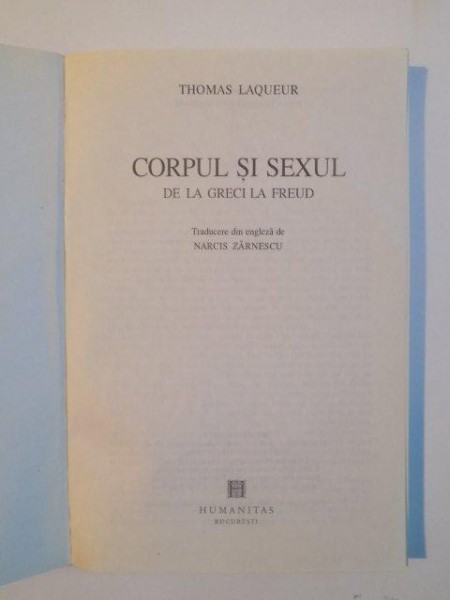 THOMAS LAQUEUR
CORPUL ȘI SEXUL
DE LA GRECI LA FREUD
Traducere din engleză de
NARCIS ZĂRNESCU
HUMANITAS
BUCUREȘTI